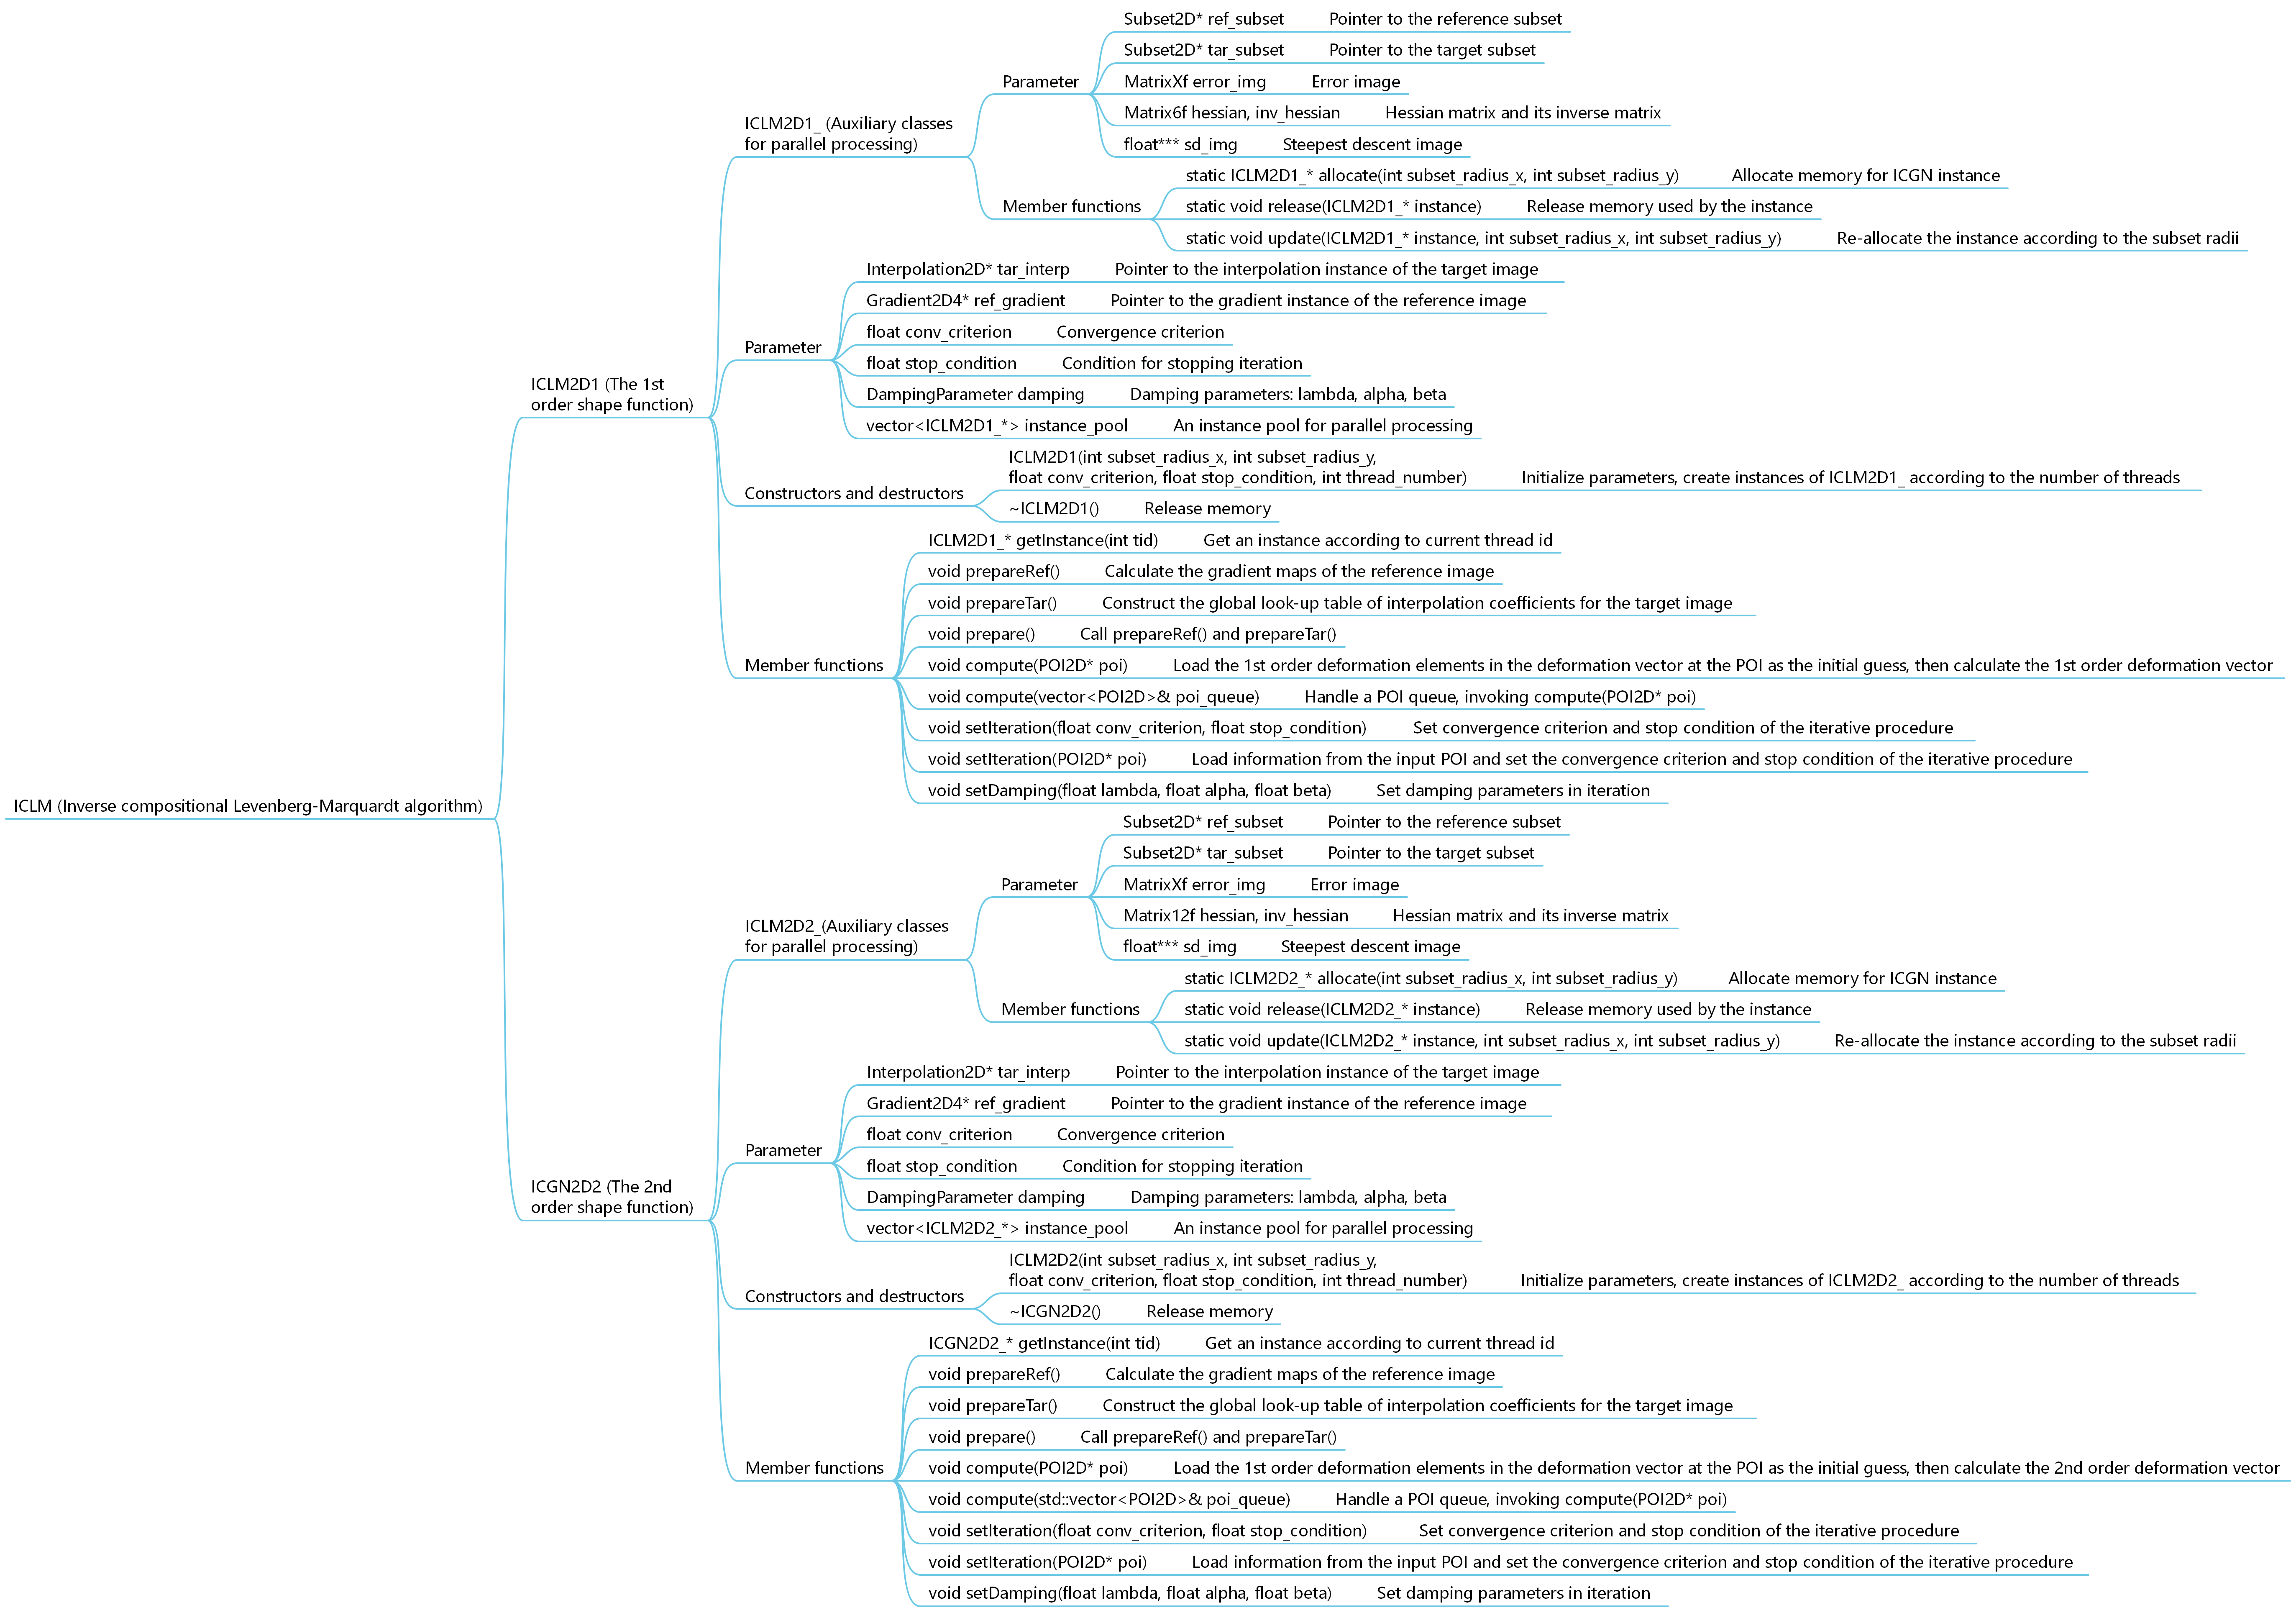 Subset2D* ref_subset Pointer to the reference subset
Subset2D* tar_subset Pointer to the target subset
Parameter
MatrixXf error_img Error image
Matrix6f hessian, inv_hessian Hessian matrix and its inverse matrix
ICLM2D1_ (Auxiliary classes
for parallel processing)
float*** sd_img Steepest descent image
static ICLM2D1_* allocate(int subset_radius_x, int subset_radius_y) Allocate memory for ICGN instance
Member functions
static void release(ICLM2D1_* instance) Release memory used by the instance
static void update(ICLM2D1_* instance, int subset_radius_x, int subset_radius_y) Re-allocate the instance according to the subset radii
Interpolation2D* tar_interp Pointer to the interpolation instance of the target image
Gradient2D4* ref_gradient Pointer to the gradient instance of the reference image
float conv_criterion Convergence criterion
Parameter
float stop_condition Condition for stopping iteration
ICLM2D1 (The 1st
order shape function)
DampingParameter damping Damping parameters: lambda, alpha, beta
vector<ICLM2D1_*> instance_pool An instance pool for parallel processing
ICLM2D1(int subset_radius_x, int subset_radius_y,
float conv_criterion, float stop_condition, int thread_number) Initialize parameters, create instances of ICLM2D1_ according to the number of threads
Constructors and destructors
~ICLM2D1() Release memory
ICLM2D1_* getInstance(int tid) Get an instance according to current thread id
void prepareRef() Calculate the gradient maps of the reference image
void prepareTar() Construct the global look-up table of interpolation coefficients for the target image
void prepare() Call prepareRef() and prepareTar()
Member functions
void compute(POI2D* poi) Load the 1st order deformation elements in the deformation vector at the POI as the initial guess, then calculate the 1st order deformation vector
void compute(vector<POI2D>& poi_queue) Handle a POI queue, invoking compute(POI2D* poi)
void setIteration(float conv_criterion, float stop_condition) Set convergence criterion and stop condition of the iterative procedure
void setIteration(POI2D* poi) Load information from the input POI and set the convergence criterion and stop condition of the iterative procedure
void setDamping(float lambda, float alpha, float beta) Set damping parameters in iteration
ICLM (Inverse compositional Levenberg-Marquardt algorithm)
Subset2D* ref_subset Pointer to the reference subset
Subset2D* tar_subset Pointer to the target subset
Parameter
MatrixXf error_img Error image
Matrix12f hessian, inv_hessian Hessian matrix and its inverse matrix
ICLM2D2_(Auxiliary classes
for parallel processing)
float*** sd_img Steepest descent image
static ICLM2D2_* allocate(int subset_radius_x, int subset_radius_y) Allocate memory for ICGN instance
Member functions
static void release(ICLM2D2_* instance) Release memory used by the instance
static void update(ICLM2D2_* instance, int subset_radius_x, int subset_radius_y) Re-allocate the instance according to the subset radii
Interpolation2D* tar_interp Pointer to the interpolation instance of the target image
Gradient2D4* ref_gradient Pointer to the gradient instance of the reference image
float conv_criterion Convergence criterion
Parameter
float stop_condition Condition for stopping iteration
ICGN2D2 (The 2nd
order shape function)
DampingParameter damping Damping parameters: lambda, alpha, beta
vector<ICLM2D2_*> instance_pool An instance pool for parallel processing
ICLM2D2(int subset_radius_x, int subset_radius_y,
float conv_criterion, float stop_condition, int thread_number) Initialize parameters, create instances of ICLM2D2_ according to the number of threads
Constructors and destructors
~ICGN2D2() Release memory
ICGN2D2_* getInstance(int tid) Get an instance according to current thread id
void prepareRef() Calculate the gradient maps of the reference image
void prepareTar() Construct the global look-up table of interpolation coefficients for the target image
void prepare() Call prepareRef() and prepareTar()
Member functions
void compute(POI2D* poi) Load the 1st order deformation elements in the deformation vector at the POI as the initial guess, then calculate the 2nd order deformation vector
void compute(std::vector<POI2D>& poi_queue) Handle a POI queue, invoking compute(POI2D* poi)
void setIteration(float conv_criterion, float stop_condition) Set convergence criterion and stop condition of the iterative procedure
void setIteration(POI2D* poi) Load information from the input POI and set the convergence criterion and stop condition of the iterative procedure
void setDamping(float lambda, float alpha, float beta) Set damping parameters in iteration